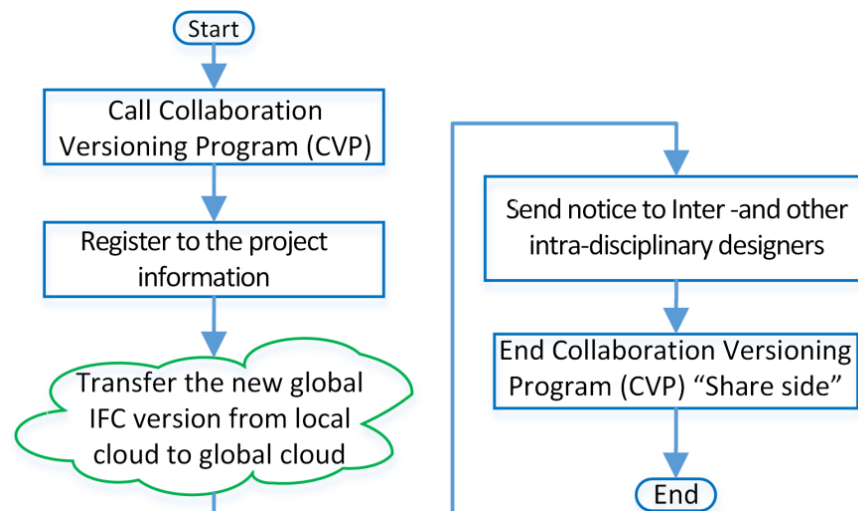 Start
Call Collaboration
Versioning Program (CVP)
Register to the project
information
Transfer the new global
IFC version from local
cloud to global cloud
Send notice to Inter -and other
intra-disciplinary designers
End Collaboration Versioning
Program (CVP) “Share side”
End